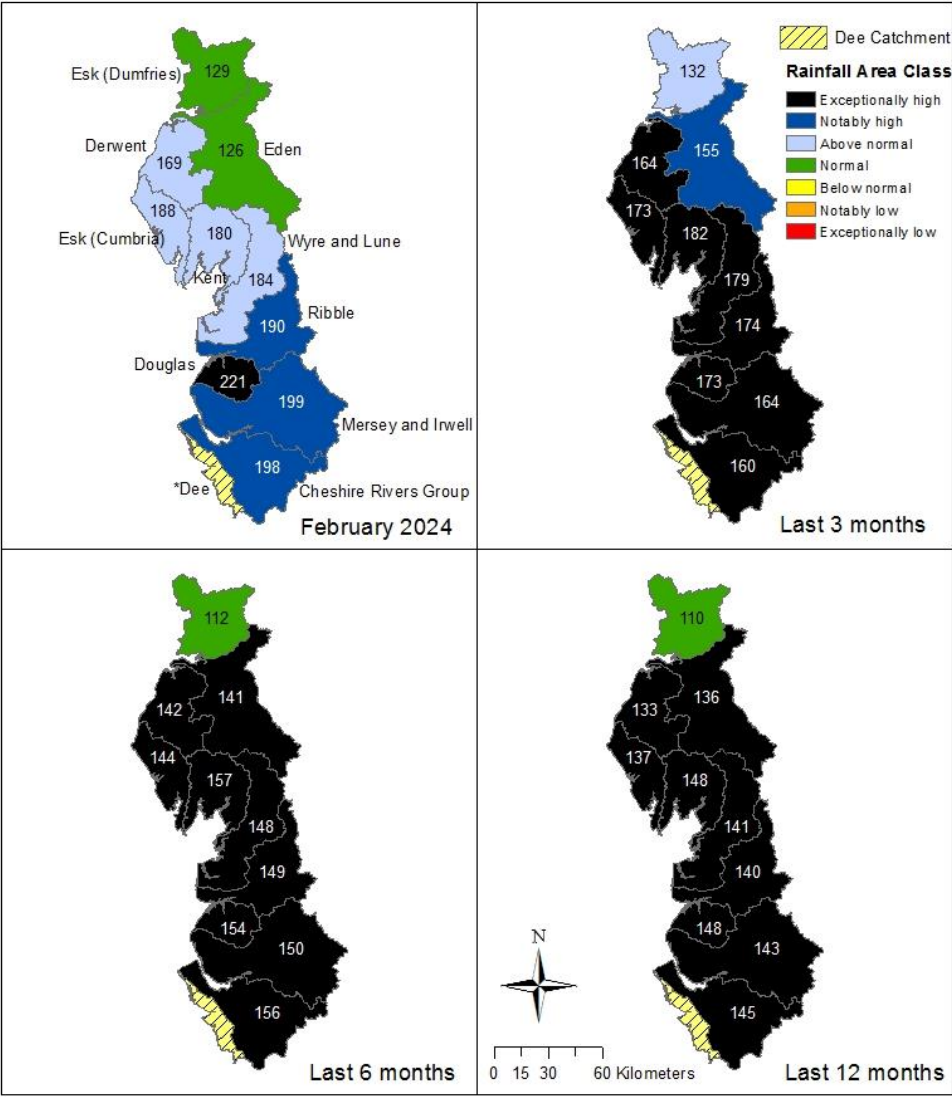 Esk (Dumfries)
129
Derwent
169
126
Eden
188
Esk (Cumbria)
180
Wyre and Lune
Kent
184
190
Ribble
Douglas
221
199
Mersey and Irwell
*Dee
198
Cheshire Rivers Group
February 2024
Dee Catchment
Rainfall Area Class
Exceptionally high
Notably high
Above normal
Normal
Below normal
Notably low
Exceptionally low
132
155
164
173
182
179
174
173
164
160
Last 3 months
112
141
142
144
157
148
149
154
150
156
Last 6 months
110
136
133
137
148
141
140
148
143
145
N
0 15 30 60 Kilometers
Last 12 months